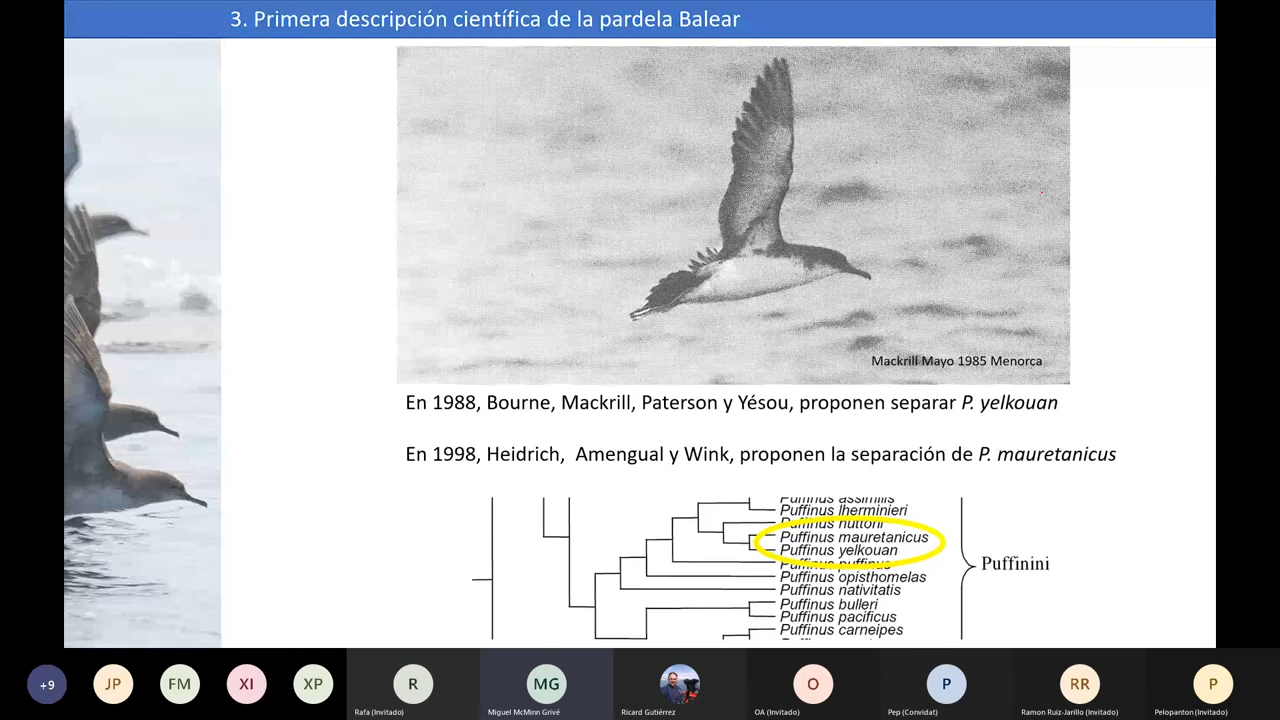 3. Primera descripción científica de la pardela Balear
Mackrill Mayo 1985 Menorca
En 1988, Bourne, Mackrill, Paterson y Yésou, proponen separar P. yelkouan
En 1998, Heidrich, Amengual y Wink, proponen la separación de P. mauretanicus
Puffinus assimilis
Puffinus lherminieri
Puffinus huttoni
Puffinus mauretanicus
Puffinus yelkouan
Puffinus puffinus
Puffinus opisthomelas
Puffinus nativitatis
Puffinus bulleri
Puffinus pacificus
Puffinus carneipes
Puffinini
+9
JP
FM
XI
XP
R
MG
O
P
RR
P
Rafa (Invitado)
Miguel McMinn Grivé
Ricard Gutiérrez
OA (Invitado)
Pep (Convidat)
Ramon Ruiz-Jarillo (Invitado)
Pelopanton (Invitado)